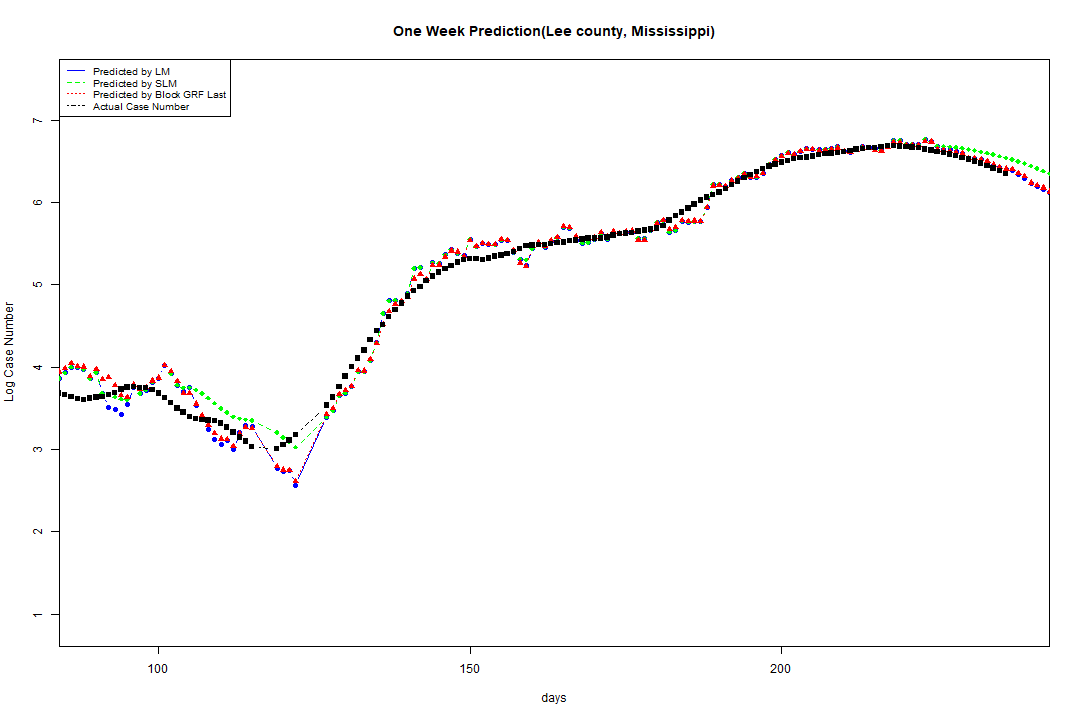 One Week Prediction(Lee county, Mississippi)
Predicted by LM
Predicted by SLM
Predicted by Block GRF Last
Actual Case Number
7
6
5
4
3
2
1
Log Case Number
100 150 200
days